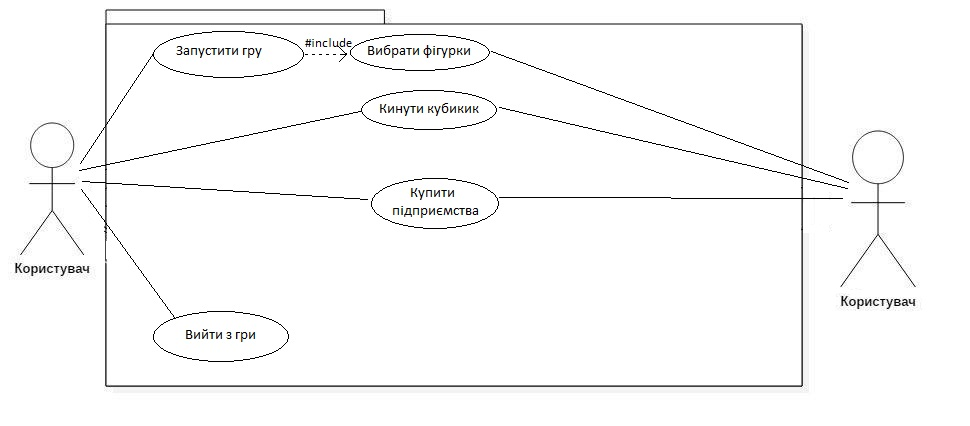 Запустити гру
#include
Вибрати фігурки
Кинути кубикик
Купити
підприємства
Користувач
Користувач
Вийти з гри